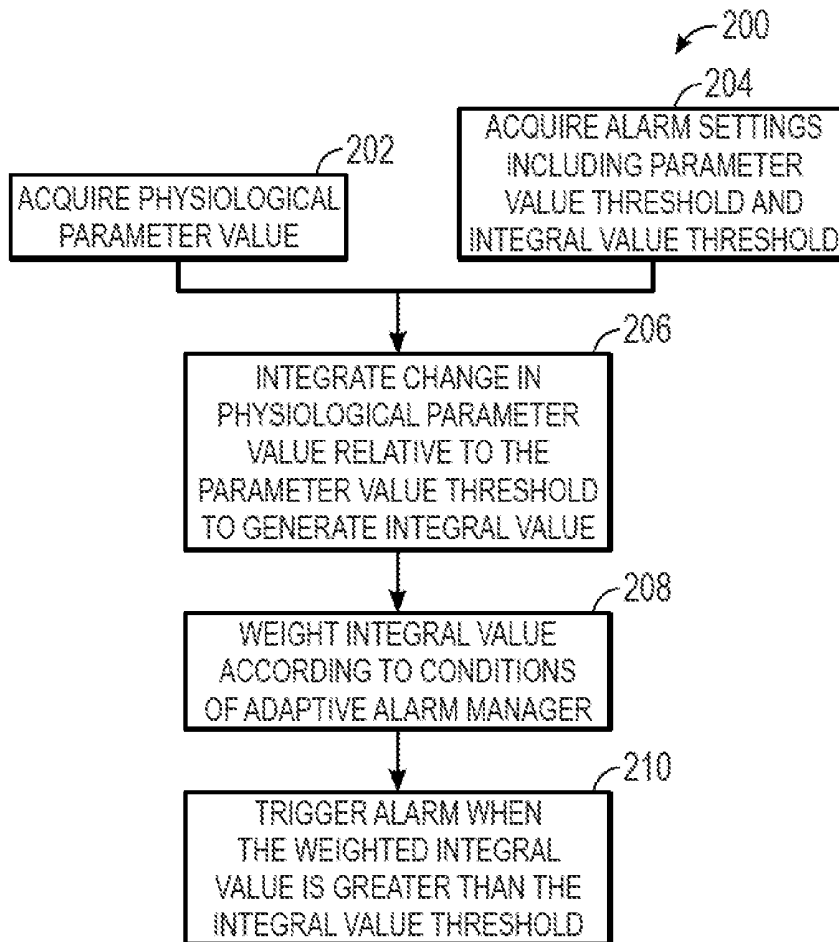 200
202
ACQUIRE PHYSIOLOGICAL
PARAMETER VALUE
204
ACQUIRE ALARM SETTINGS
INCLUDING PARAMETER
VALUE THRESHOLD AND
INTEGRAL VALUE THRESHOLD
206
INTEGRATE CHANGE IN
PHYSIOLOGICAL PARAMETER
VALUE RELATIVE TO THE
PARAMETER VALUE THRESHOLD
TO GENERATE INTEGRAL VALUE
208
WEIGHT INTEGRAL VALUE
ACCORDING TO CONDITIONS
OF ADAPTIVE ALARM MANAGER
210
TRIGGER ALARM WHEN
THE WEIGHTED INTEGRAL
VALUE IS GREATER THAN THE
INTEGRAL VALUE THRESHOLD